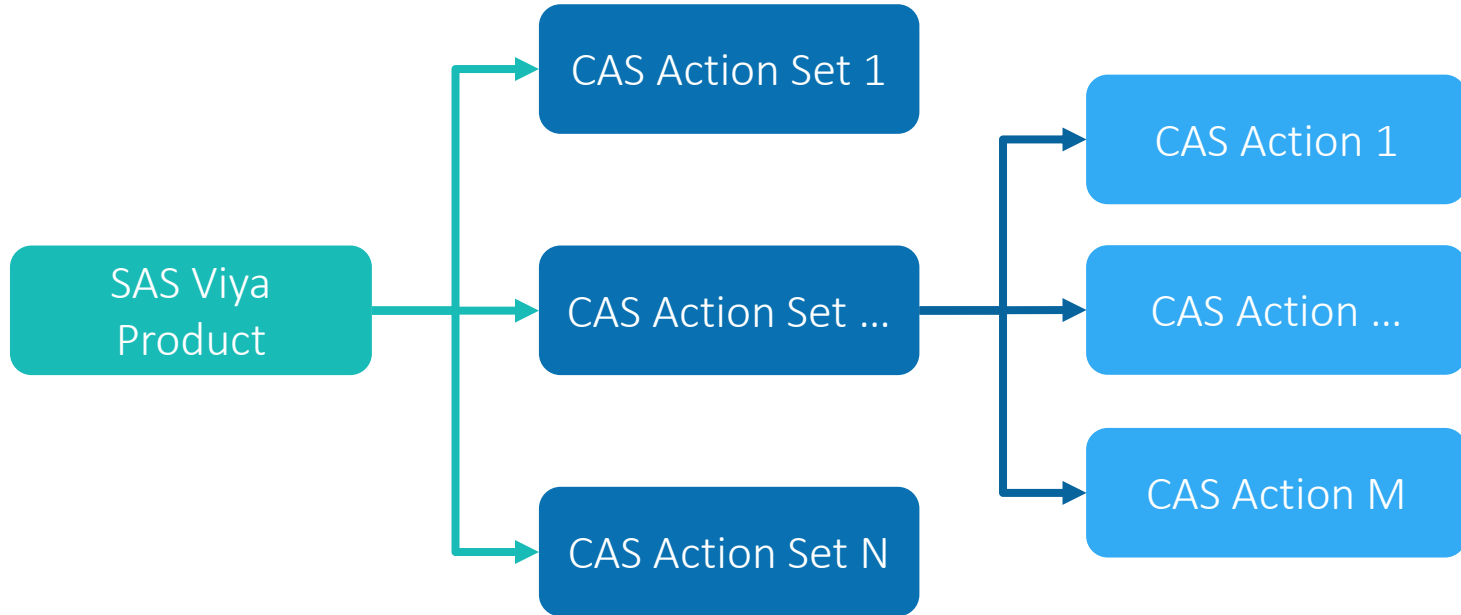 SAS Viya
Product
CAS Action Set 1
CAS Action Set ...
CAS Action Set N
CAS Action 1
CAS Action ...
CAS Action M